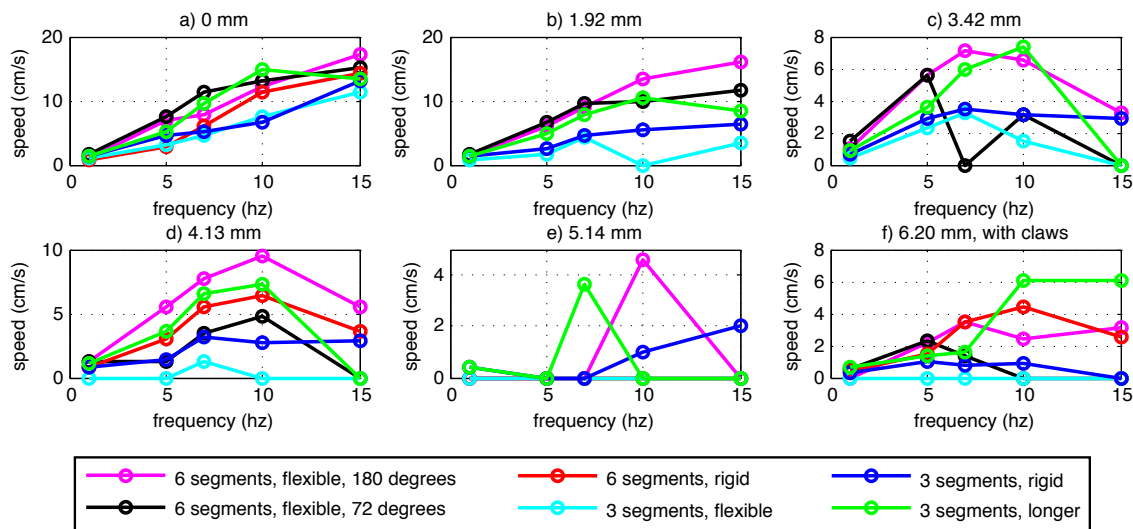 a) 0 mm
b) 1.92 mm
c) 3.42 mm
20
20
8
15
6
10
10
4
5
2
0
0
0
speed (cm/s)
speed (cm/s)
speed (cm/s)
0 5 10 15
0 5 10 15
0 5 10 15
frequency (hz)
frequency (hz)
frequency (hz)
d) 4.13 mm
e) 5.14 mm
f) 6.20 mm, with claws
10
8
4
6
5
4
2
2
0
0
0
speed (cm/s)
speed (cm/s)
speed (cm/s)
0 5 10 15
0 5 10 15
0 5 10 15
frequency (hz)
frequency (hz)
frequency (hz)
6 segments, flexible, 180 degrees
6 segments, rigid
3 segments, rigid
6 segments, flexible, 72 degrees
3 segments, flexible
3 segments, longer